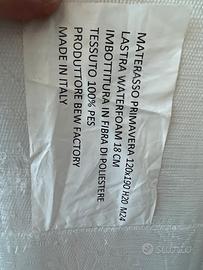 MATERASSO PRIMAVERA 120x190 H20 M24
LASTRA WATERFOAM 18 CM
IMBOTTITURA IN FIBRA DI POLIESTERE
TESSUTO 100% PES
PRODUTTORE BEW FACTORY
MADE IN ITALY
subito